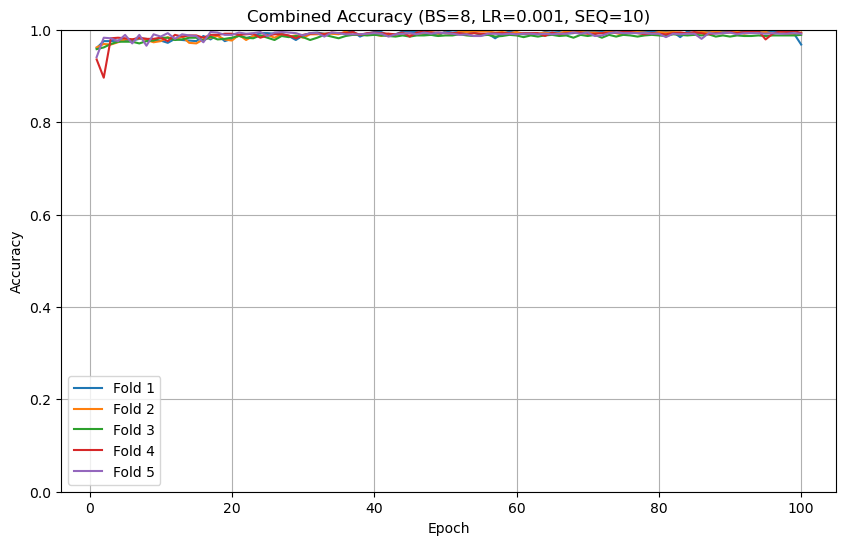 Combined Accuracy (BS=8, LR=0.001, SEQ=10)
1.0
0.8
0.6
0.4
0.2
0.0
Accuracy
Fold 1
Fold 2
Fold 3
Fold 4
Fold 5
0 20 40 60 80 100
Epoch